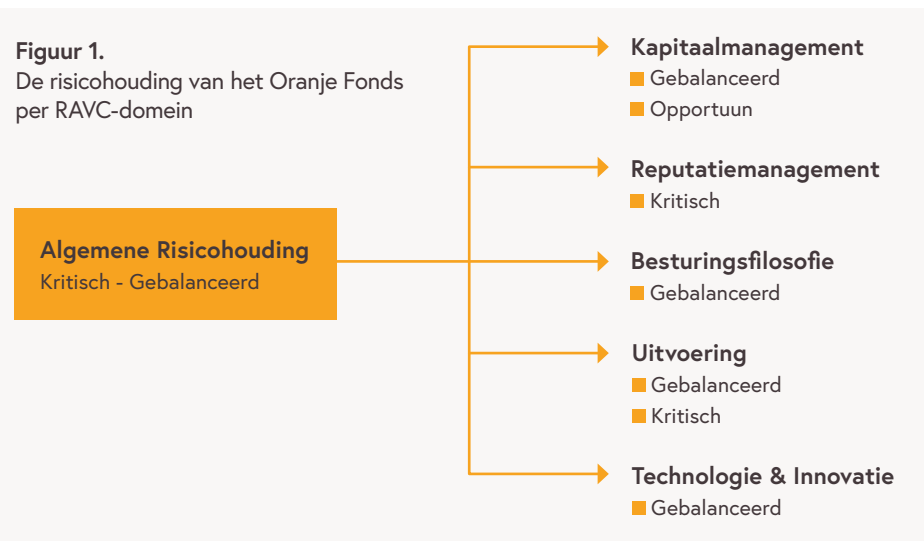 Figuur 1.
De risicohouding van het Oranje Fonds
per RAVC-domein
Algemene Risicohouding
Kritisch - Gebalanceerd
Kapitaalmanagement
Gebalanceerd
Opportuun
Reputatiemanagement
Kritisch
Besturingsfilosofie
Gebalanceerd
Uitvoering
Gebalanceerd
Kritisch
Technologie & Innovatie
Gebalanceerd